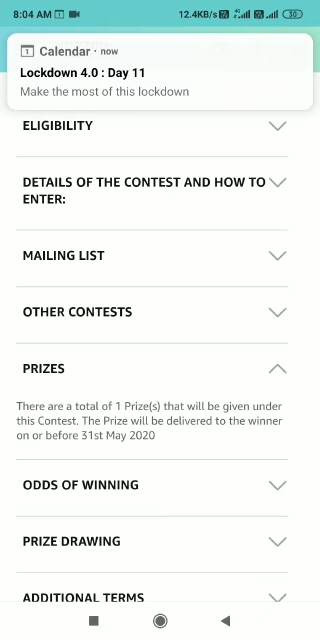 8:04 AM
12.4KB/s
30
Calendar · now
Lockdown 4.0 : Day 11
Make the most of this lockdown
ELIGIBILITY
DETAILS OF THE CONTEST AND HOW TO
ENTER:
MAILING LIST
OTHER CONTESTS
PRIZES
There are a total of 1 Prize(s) that will be given under
this Contest. The Prize will be delivered to the winner
on or before 31st May 2020
ODDS OF WINNING
PRIZE DRAWING
ADDITIONAL TERMS